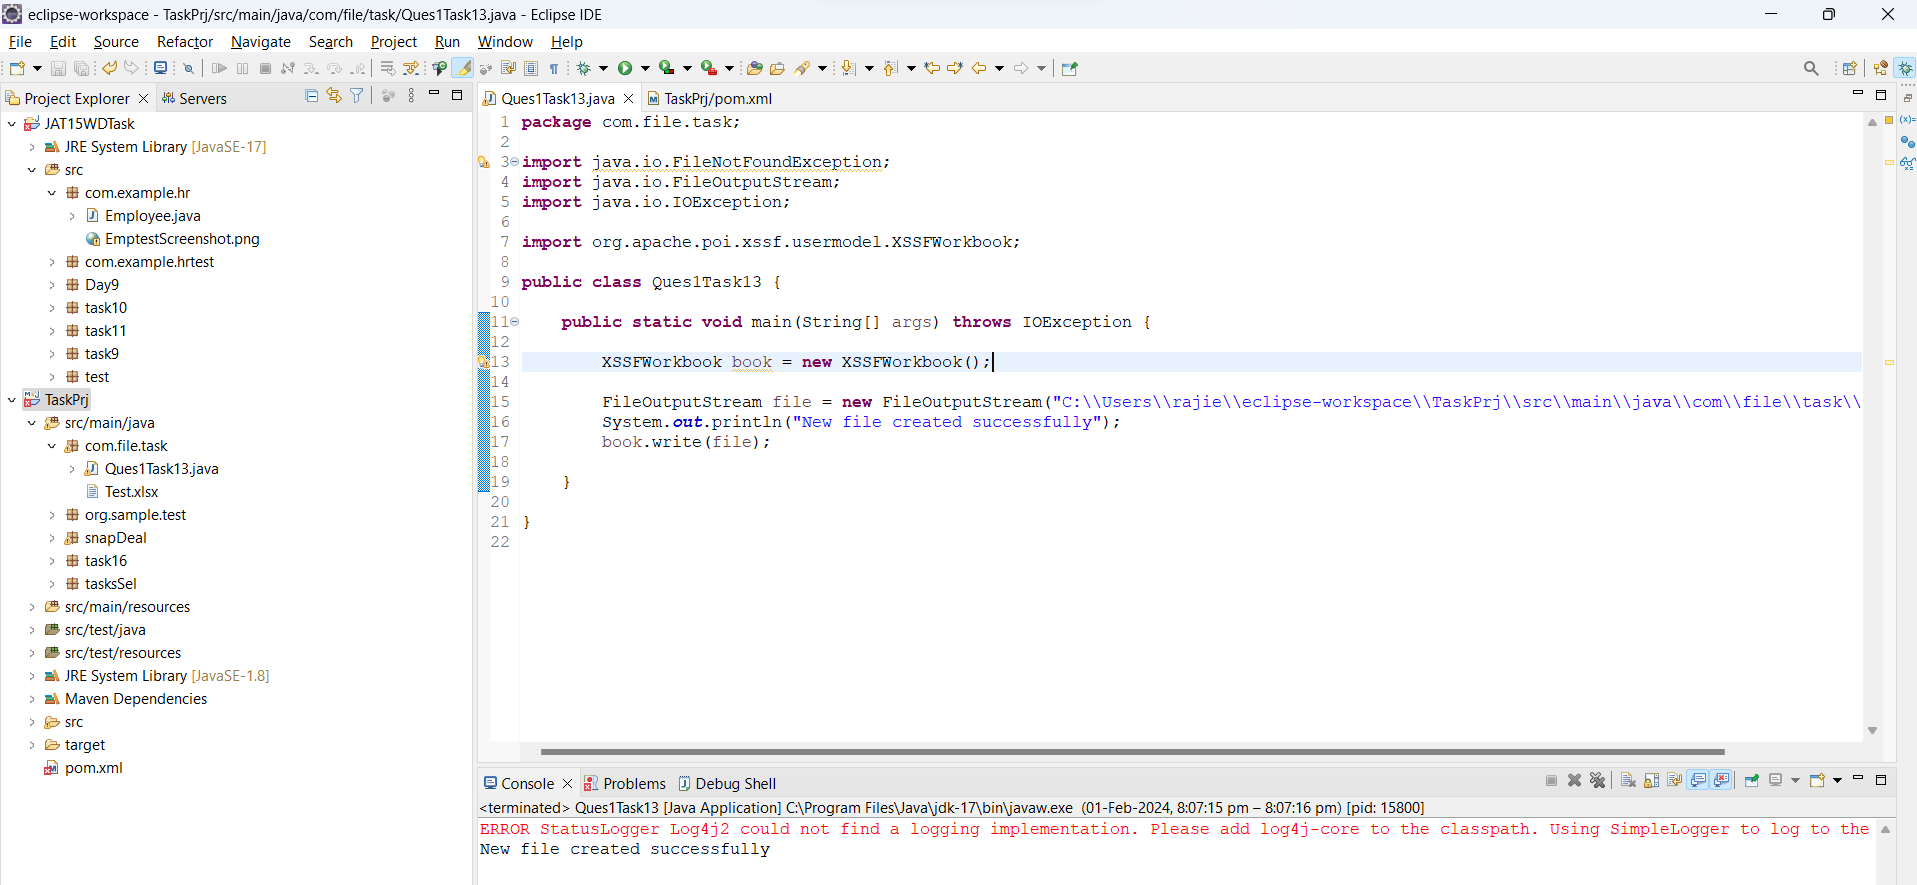 eclipse-workspace - TaskPrj/src/main/java/com/file/task/Ques1Task13.java - Eclipse IDE
File Edit Source Refactor Navigate Search Project Run Window Help
Project Explorer
Servers
JAT15WDTask
JRE System Library [JavaSE-17]
src
com.example.hr
Employee.java
EmptestScreenshot.png
com.example.hrtest
Day9
task10
task11
task9
test
TaskPrj
src/main/java
com.file.task
Ques1Task13.java
Test.xlsx
org.sample.test
snapDeal
task16
tasksSel
src/main/resources
src/test/java
src/test/resources
JRE System Library [JavaSE-1.8]
Maven Dependencies
src
target
pom.xml
Ques1Task13.java
TaskPrj/pom.xml
1 package com.file.task;
2
3 import java.io.FileNotFoundException;
4 import java.io.FileOutputStream;
5 import java.io.IOException;
6
7 import org.apache.poi.xssf.usermodel.XSSFWorkbook;
8
9 public class Ques1Task13 {
10
11 public static void main(String[] args) throws IOException {
12
13 XSSFWorkbook book = new XSSFWorkbook();
14
15 FileOutputStream file = new FileOutputStream("C:\\Users\\rajie\\eclipse-workspace\\TaskPrj\\src\\main\\java\\com\\file\\task\\
16 System.out.println("New file created successfully");
17 book.write(file);
18
19 }
20
21 }
22
(x)=
Console
Problems
Debug Shell
<terminated> Ques1Task13 [Java Application] C:\Program Files\Java\jdk-17\bin\javaw.exe (01-Feb-2024, 8:07:15 pm – 8:07:16 pm) [pid: 15800]
ERROR StatusLogger Log4j2 could not find a logging implementation. Please add log4j-core to the classpath. Using SimpleLogger to log to the
New file created successfully